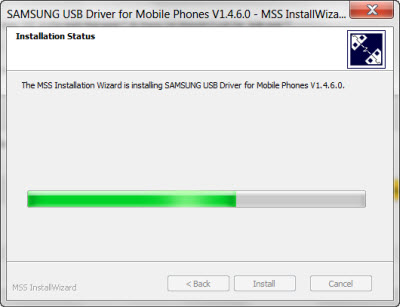 SAMSUNG USB Driver for Mobile Phones V1.4.6.0 - MSS InstallWiza...
Installation Status
The MSS Installation Wizard is installing SAMSUNG USB Driver for Mobile Phones V1.4.6.0.
MSS InstallWizard
< Back
Install
Cancel